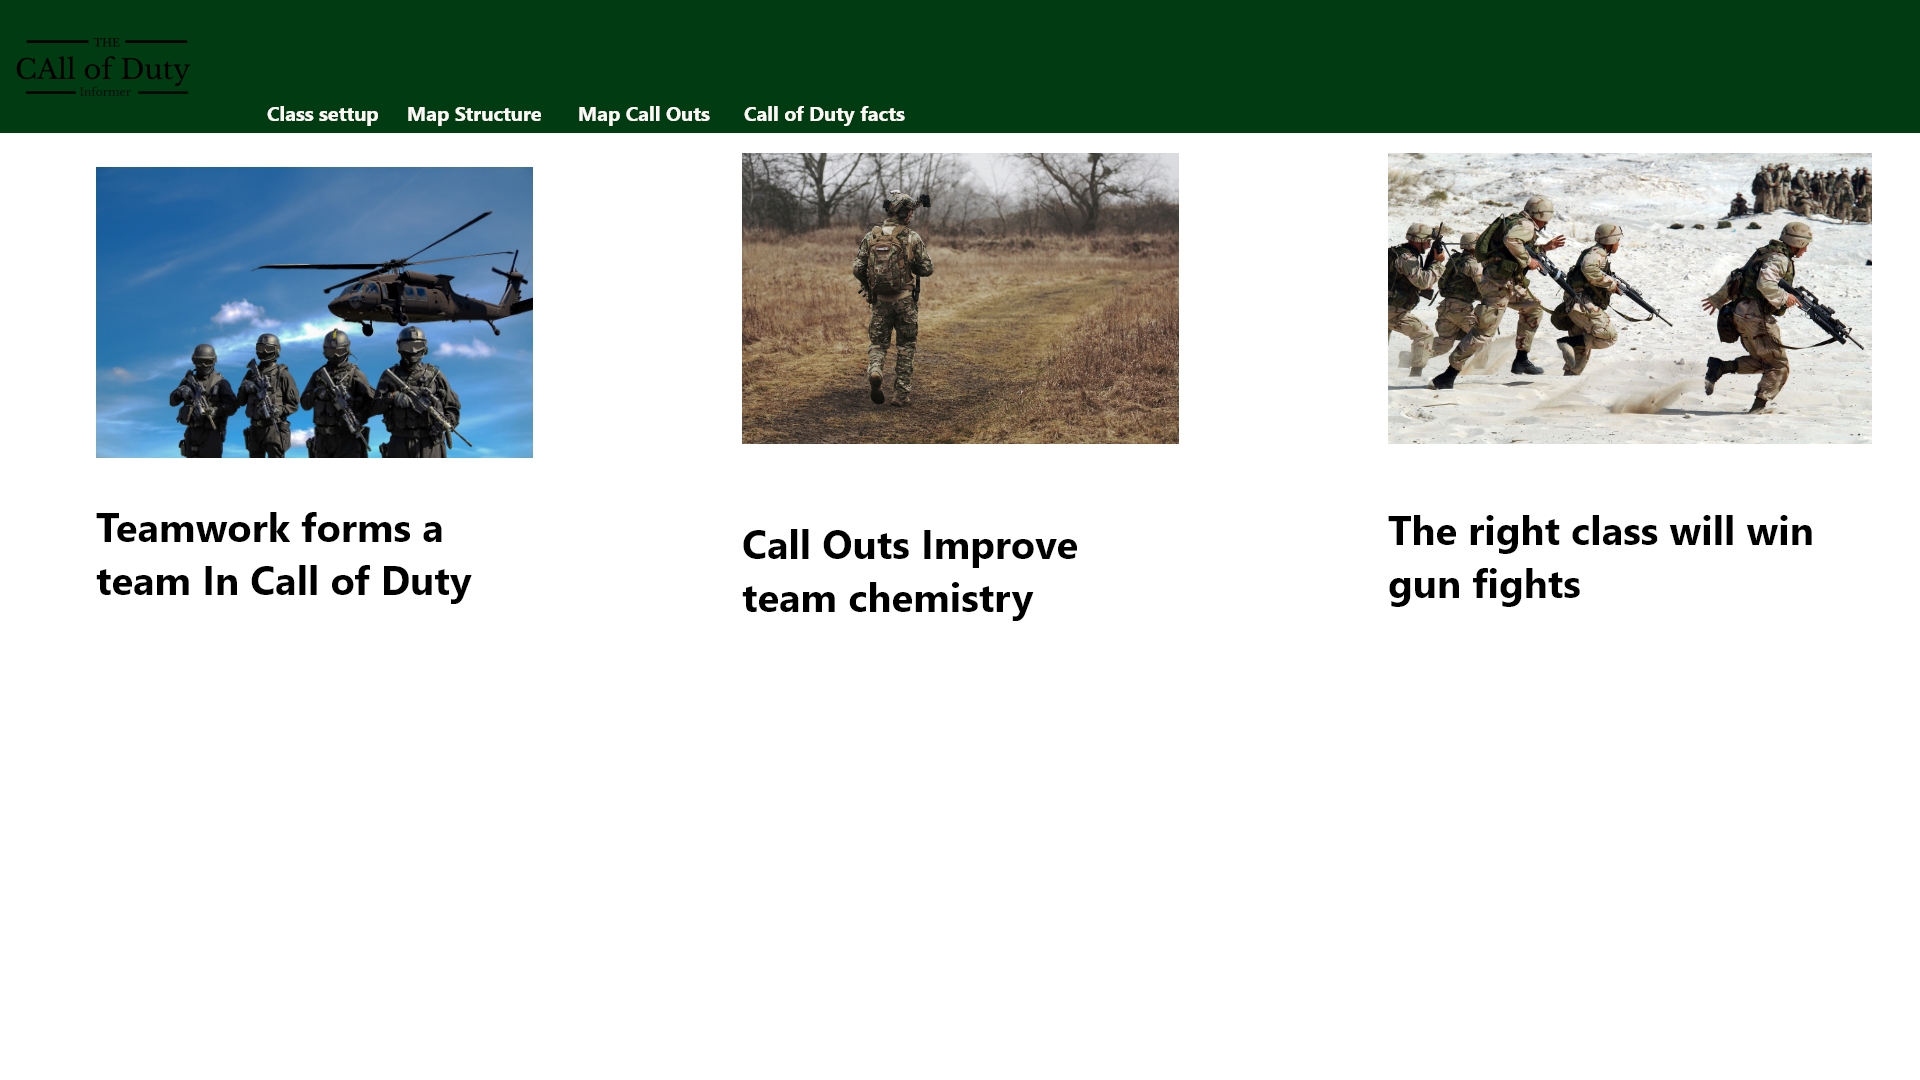 THE
CAll of Duty
Informer
Class settup Map Structure Map Call Outs Call of Duty facts
Teamwork forms a
team In Call of Duty
Call Outs Improve
team chemistry
The right class will win
gun fights